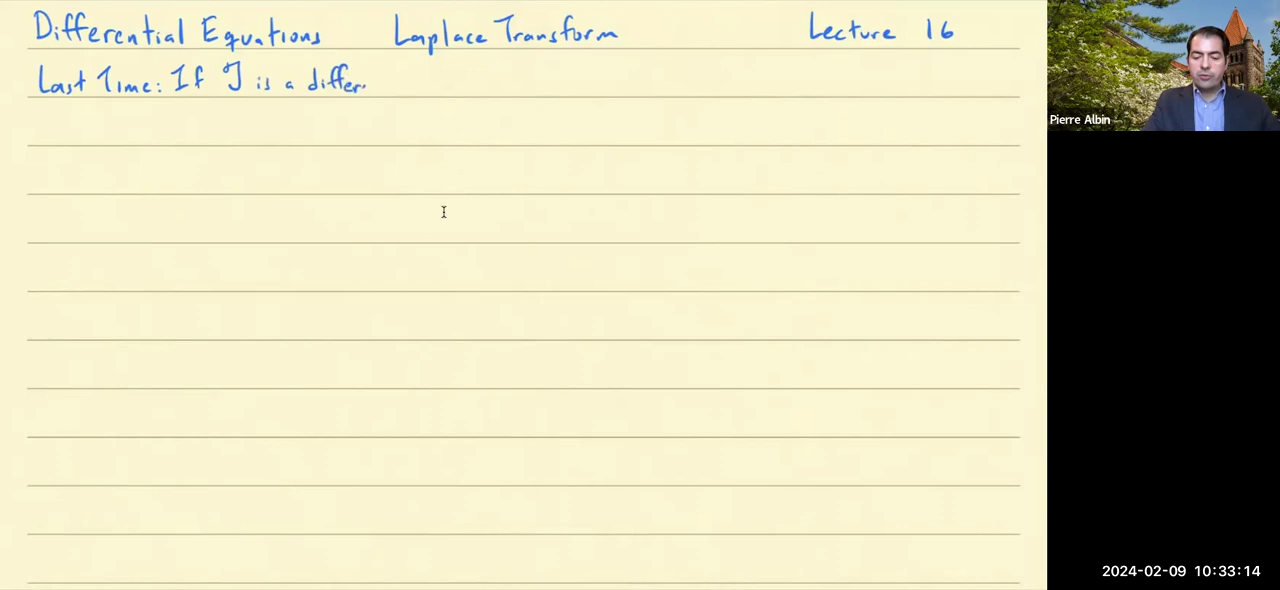 Differential Equations Laplace Transform Lecture 16
Last Time: If J is a differ.
Pierre Albin
2024-02-09 10:33:14